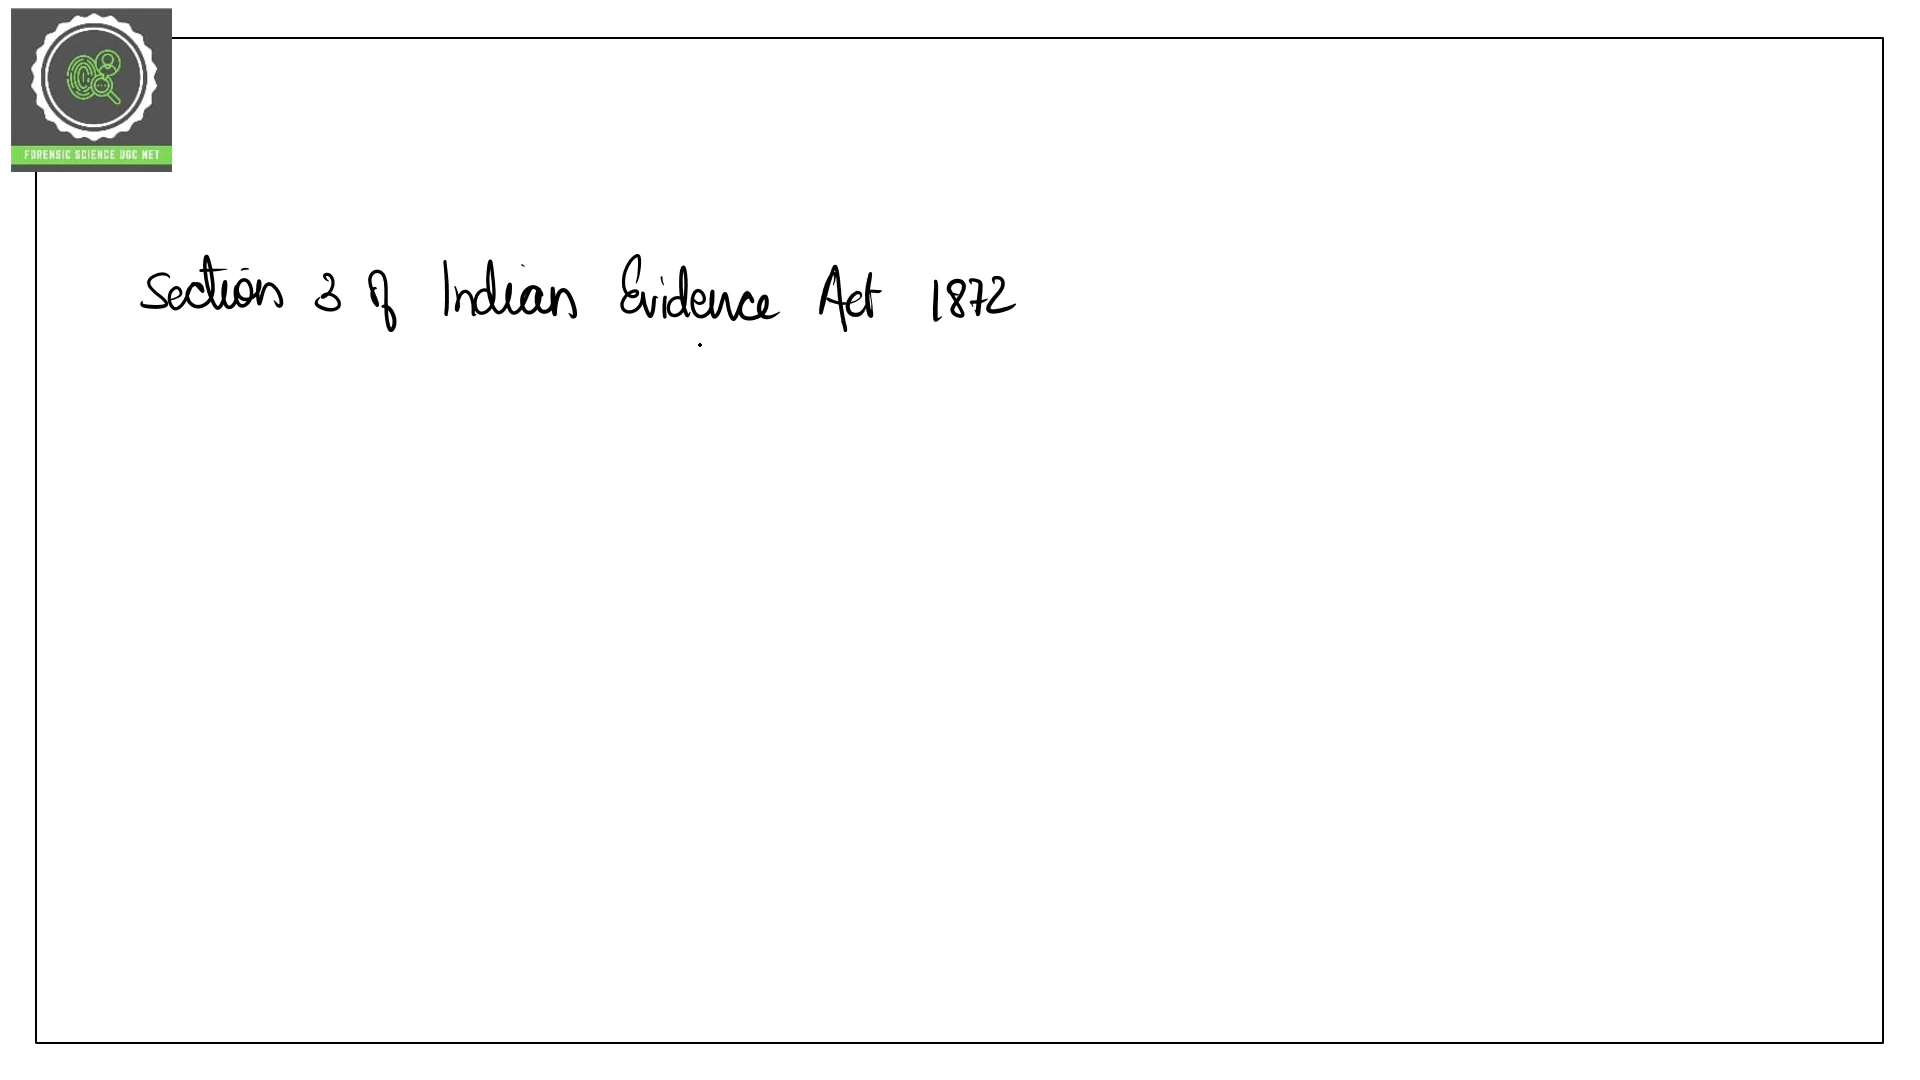 FORENSIC SCIENCE UGC NET
Section 3 of Indian Evidence Act 1872